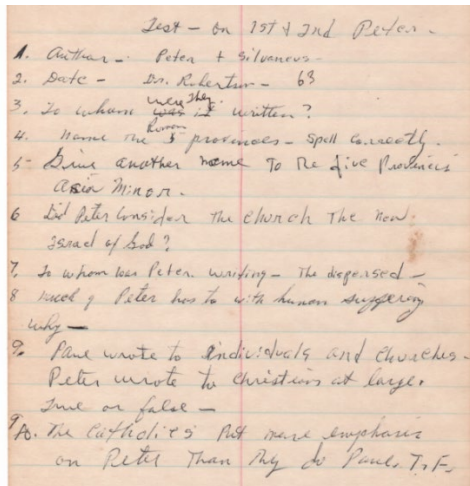 Test - on 1st & 2nd Peter -
1. Author - Peter + Silvaneus -
2. Date - Dr. Robertson - 63
were they
3. To whom was it written?
Roman
4. Name the 5 provinces - spell correctly.
5 - Give another name To the five Provinces
Asia Minor.
6 Did Peter Consider The Church The New
Israel of God?
7. To whom was Peter writing - The dispersed -
8 Much of Peter has to with human suffering
why -
9. Paul wrote to individuals and churches -
Peter wrote to Christians at large.
True or false -
10. The Catholics Put more emphasis
on Peter Than they do Paul. T. F.